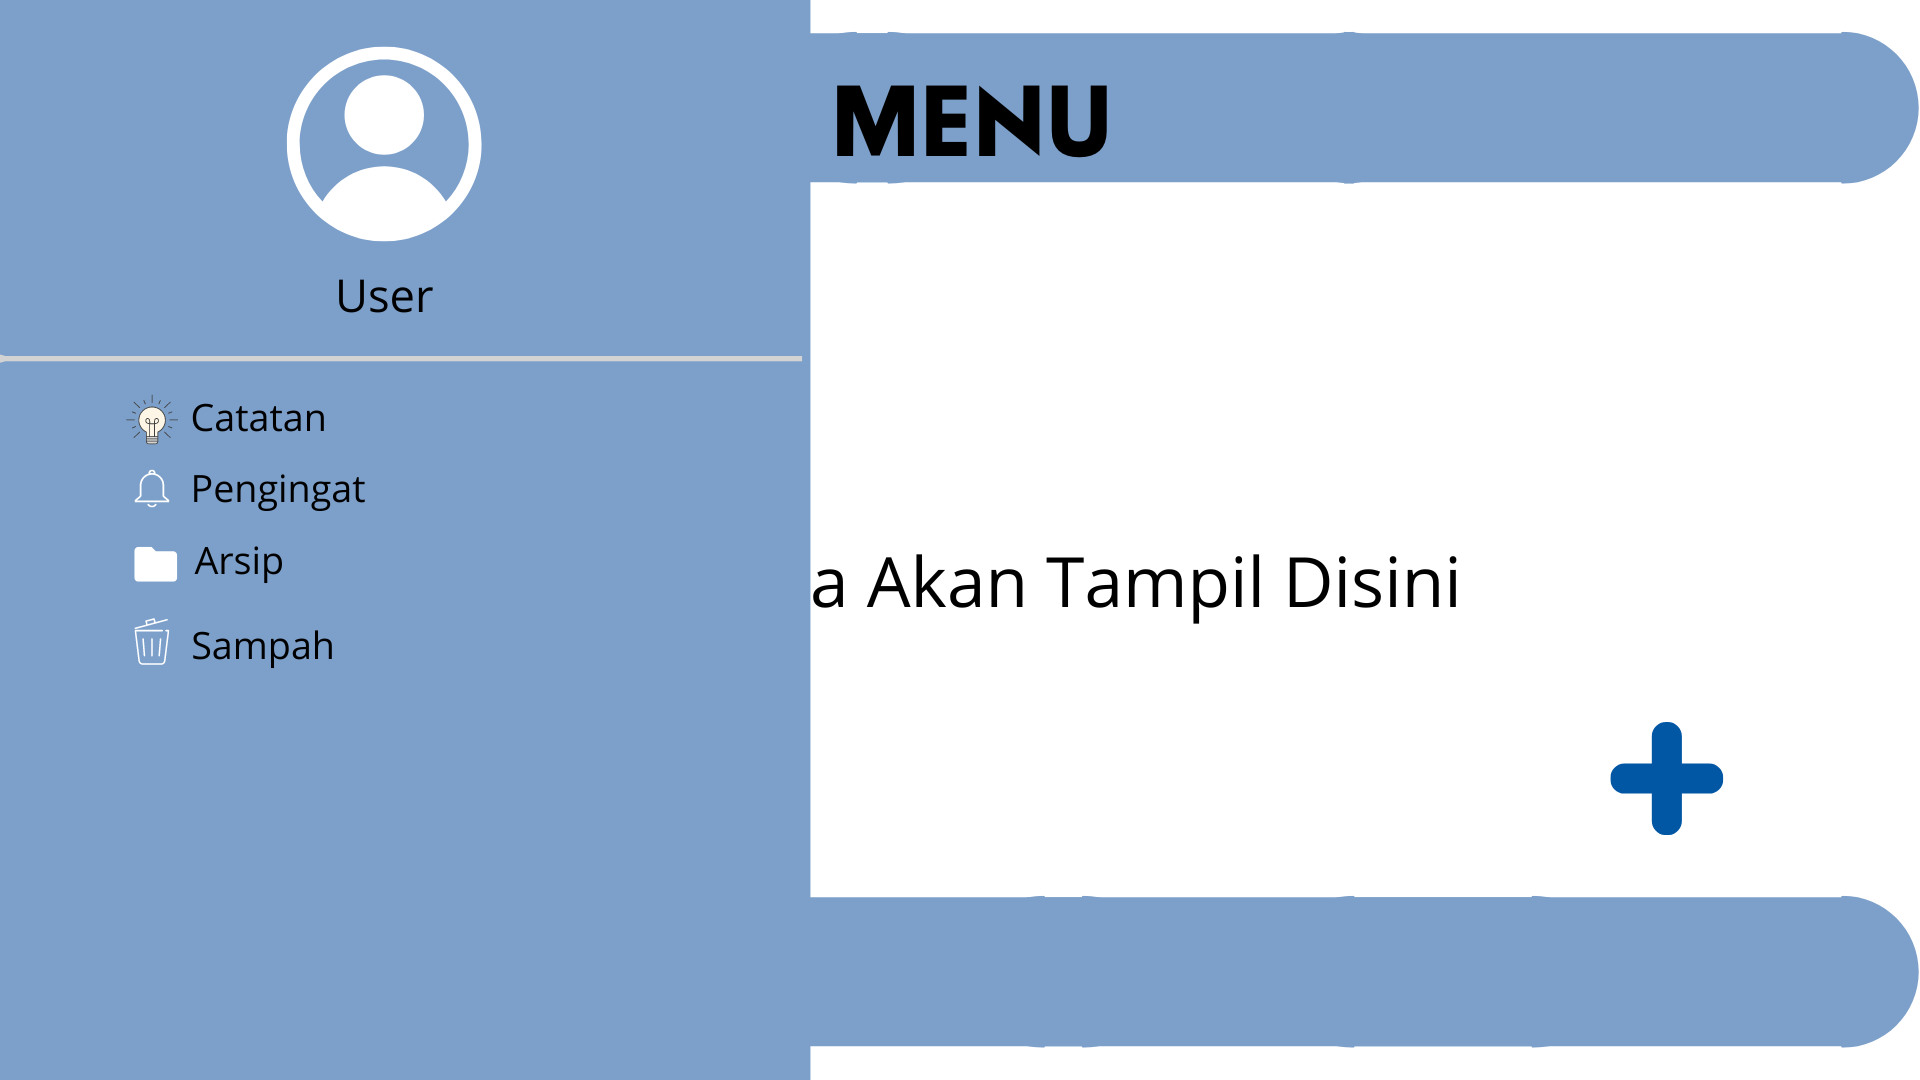 MENU
User
Catatan
Pengingat
Arsip
Sampah
a Akan Tampil Disini